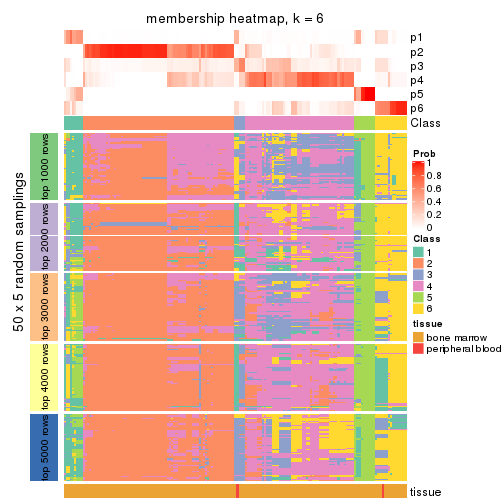 membership heatmap, k = 6
p1
p2
p3
p4
p5
p6
Class
50 x 5 random samplings
top 1000 rows
top 2000 rows
top 3000 rows
top 4000 rows
top 5000 rows
Prob
1
0.8
0.6
0.4
0.2
0
Class
1
2
3
4
5
6
tissue
bone marrow
peripheral blood
tissue